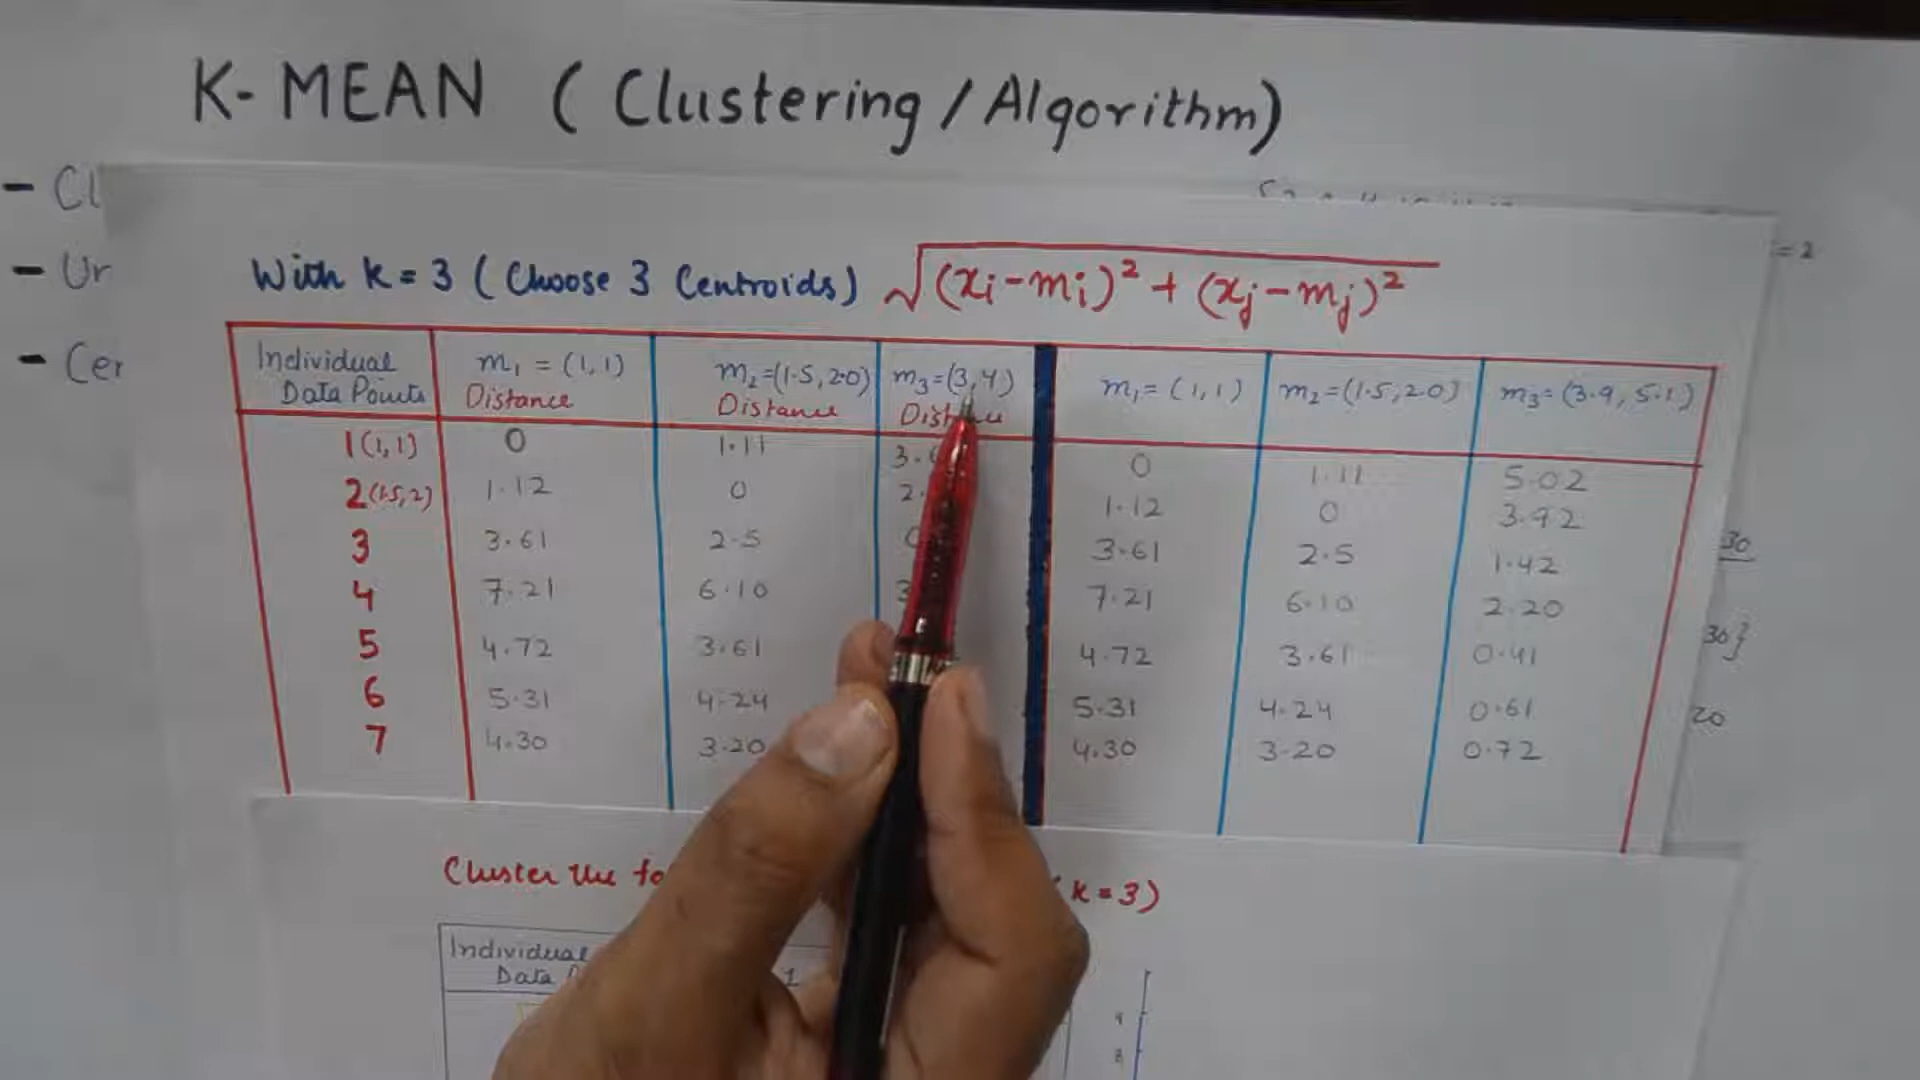 K-MEAN (Clustering/Algorithm)
- Cl
- Ur
- Cer
= 2
With k = 3 (Choose 3 Centroids) √(xi-mi)² + (xj-mj)²
Individual Data Points m₁ = (1,1) Distance m₂=(1.5,2.0) Distance m₃=(3,4) m₁= (1,1) m₂=(1.5,2.0) m₃= (3.9, 5.1)
1(1,1) 0 1.11 0 1.11 5.02
2(1.5,2) 1.12 0 1.12 0 3.92
3 3.61 2.5 3.61 2.5 1.42
4 7.21 6.10 7.21 6.10 2.20
5 4.72 3.61 4.72 3.61 0.41
6 5.31 4.24 5.31 4.24 0.61
7 4.30 3.20 4.30 3-20 0.72
30
30}
20
Cluster the fo k=3)
Individual
Data 1